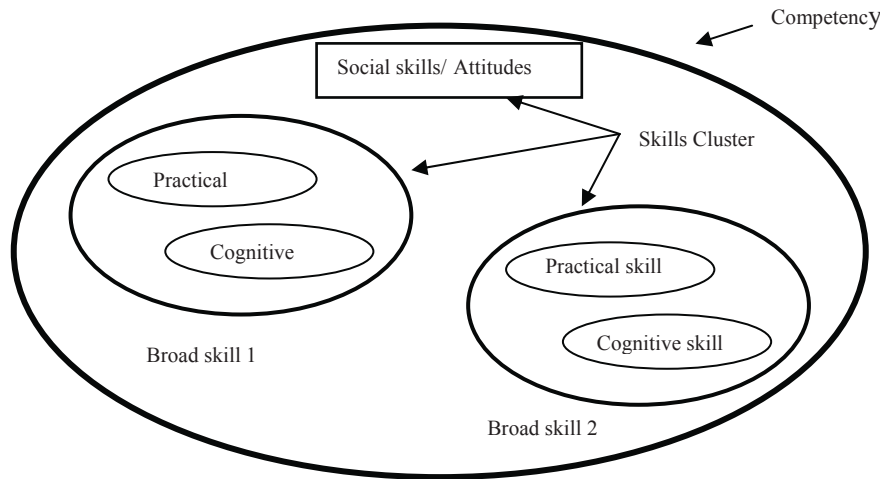 Competency
Social skills/ Attitudes
Skills Cluster
Practical
Cognitive
Practical skill
Cognitive skill
Broad skill 1
Broad skill 2